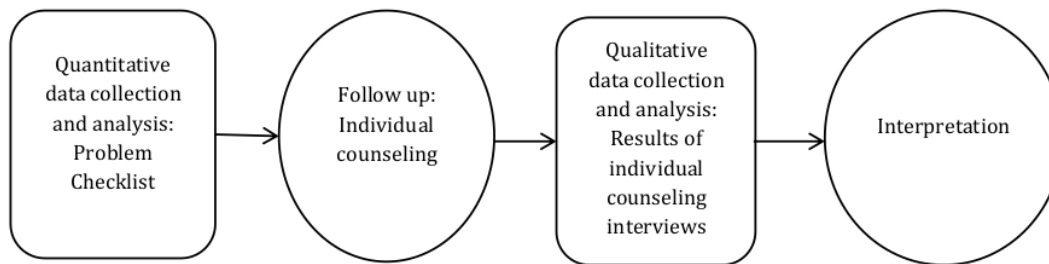 Quantitative
data collection
and analysis:
Problem
Checklist
Follow up:
Individual
counseling
Qualitative
data collection
and analysis:
Results of
individual
counseling
interviews
Interpretation